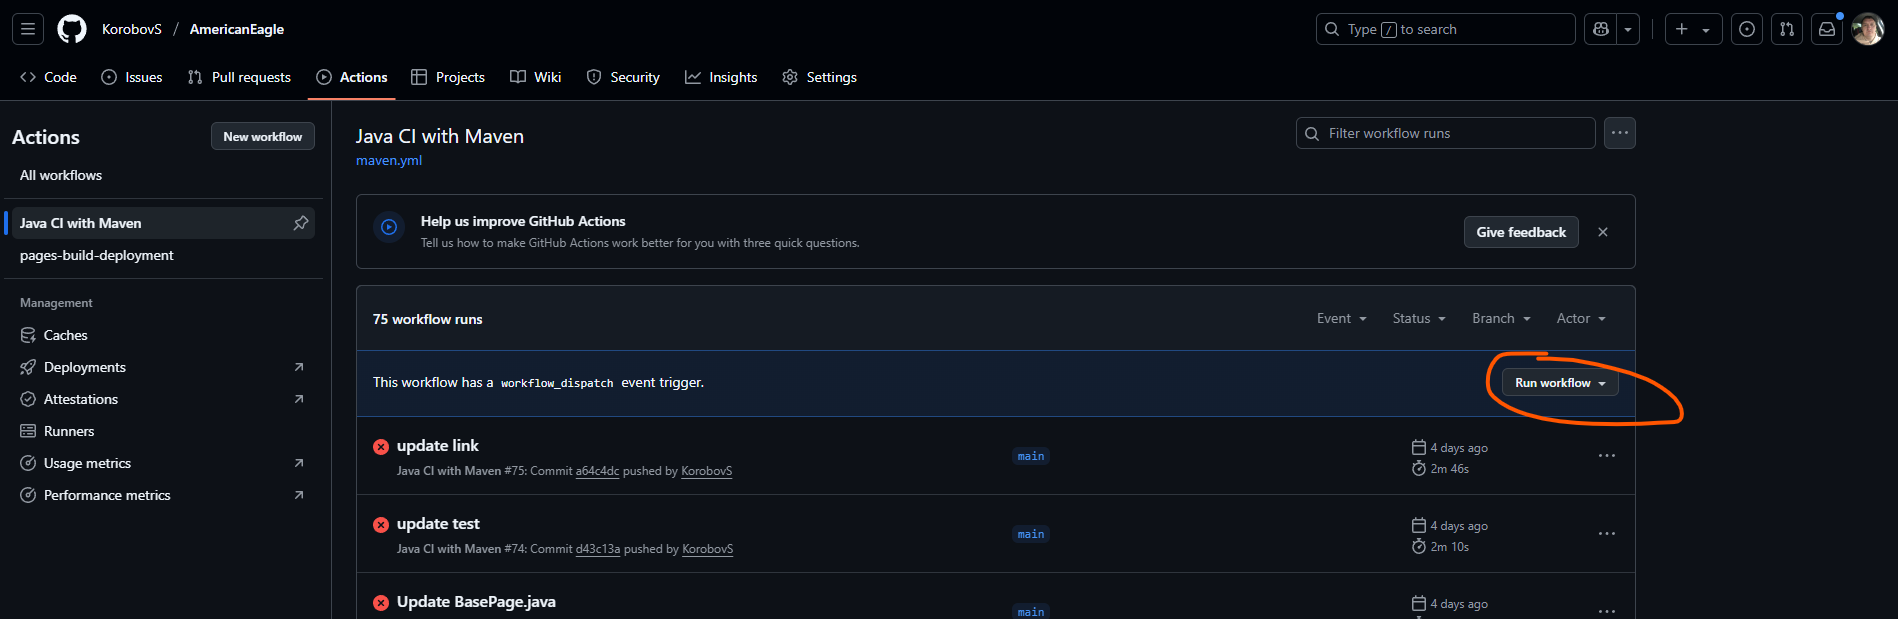 KorobovS / AmericanEagle
Type / to search
Code Issues Pull requests Actions Projects Wiki Security Insights Settings
Actions
New workflow
All workflows
Java CI with Maven
pages-build-deployment
Management
Caches
Deployments
Attestations
Runners
Usage metrics
Performance metrics
Java CI with Maven
maven.yml
Filter workflow runs
Help us improve GitHub Actions
Tell us how to make GitHub Actions work better for you with three quick questions.
Give feedback
75 workflow runs
Event Status Branch Actor
This workflow has a workflow_dispatch event trigger.
Run workflow
update link
Java CI with Maven #75: Commit a64c4dc pushed by KorobovS
main
4 days ago
2m 46s
update test
Java CI with Maven #74: Commit d43c13a pushed by KorobovS
main
4 days ago
2m 10s
Update BasePage.java
main
4 days ago